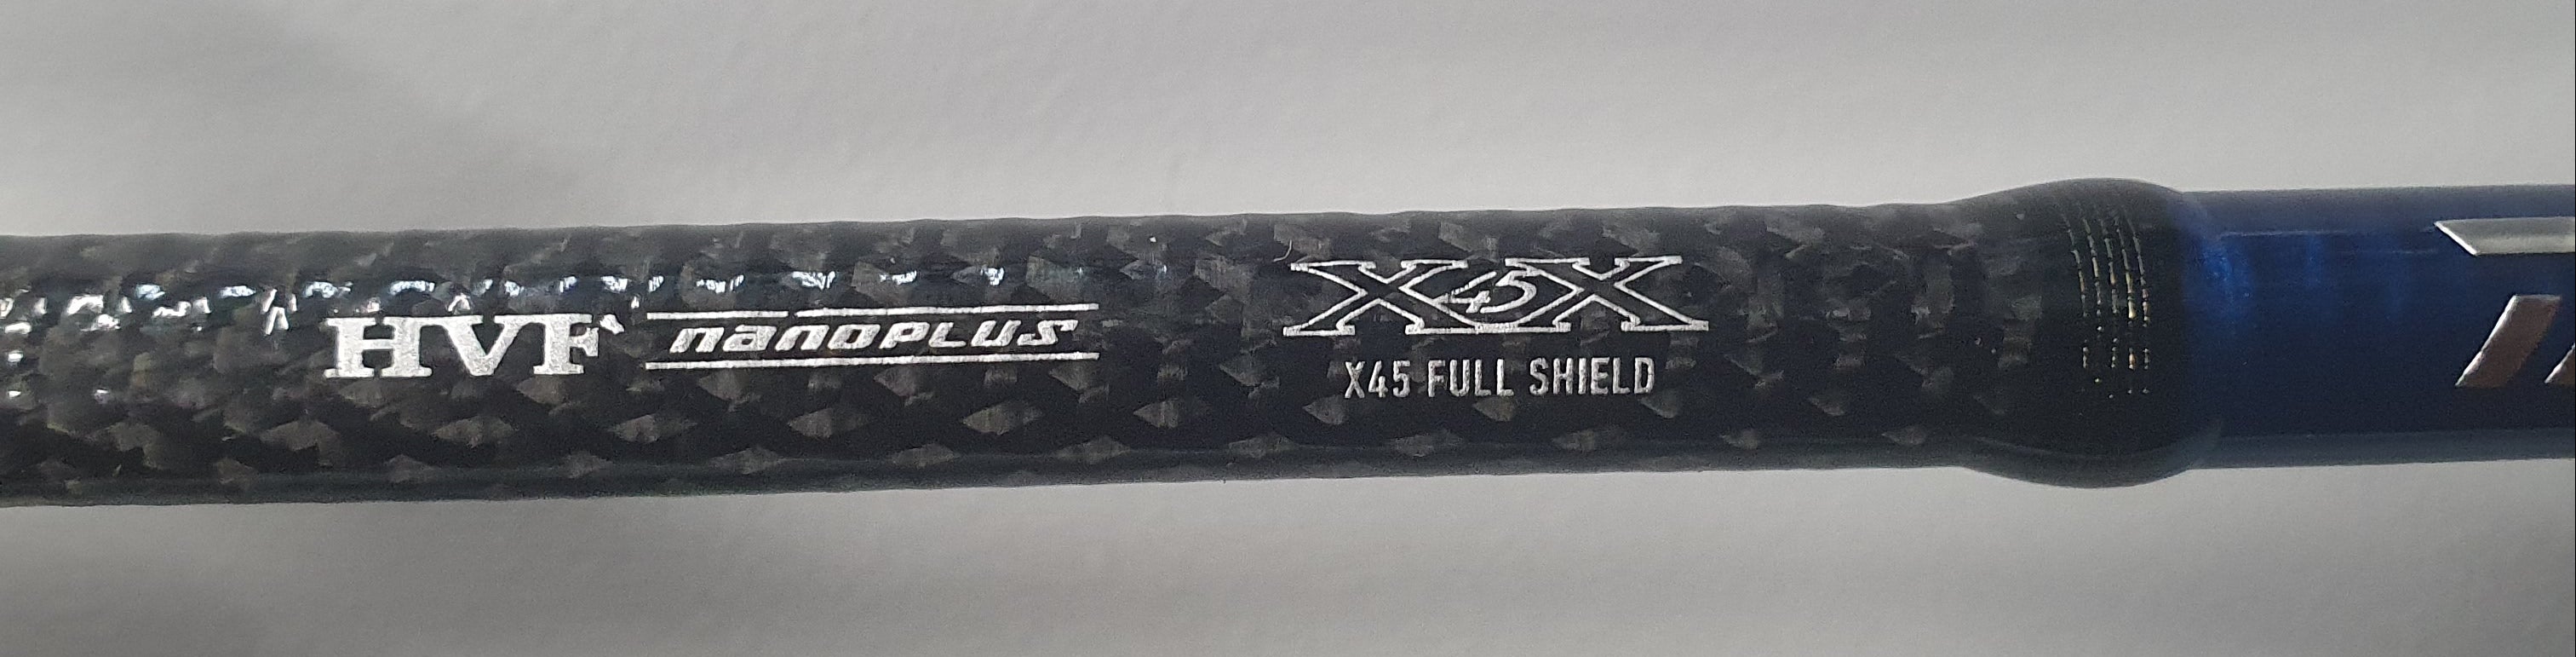 HVF nanoPLUS
X45X
X45 FULL SHIELD